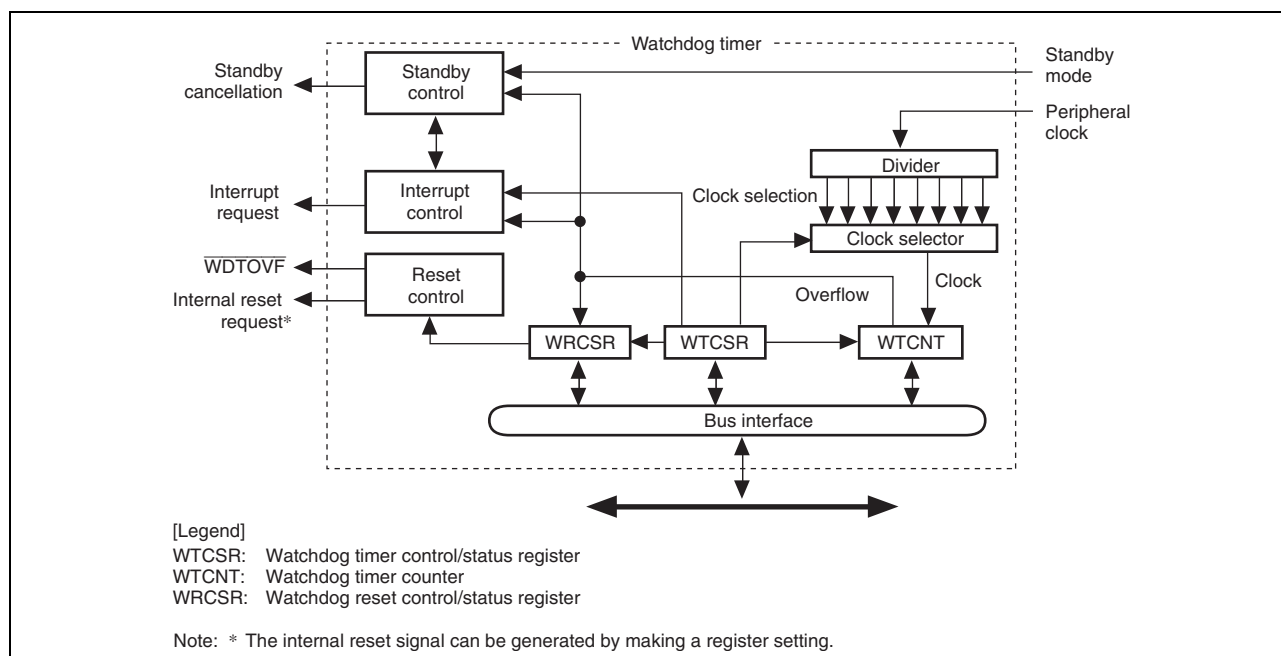 Watchdog timer
Standby
cancellation
Standby
control
Standby
mode
Peripheral
clock
Divider
Interrupt
request
Interrupt
control
Clock selection
Clock selector
WDTOVF
Internal reset
request*
Reset
control
Overflow
Clock
WRCSR
WTCSR
WTCNT
Bus interface
[Legend]
WTCSR: Watchdog timer control/status register
WTCNT: Watchdog timer counter
WRCSR: Watchdog reset control/status register
Note: * The internal reset signal can be generated by making a register setting.